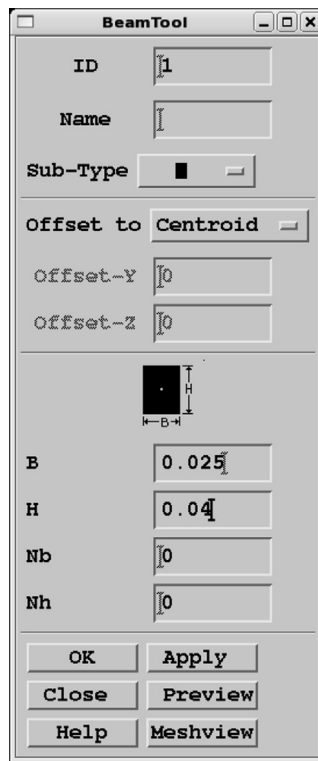 BeamTool
ID 1
Name
Sub-Type
Offset to Centroid
Offset-Y 0
Offset-Z 0
H
B
B 0.025
H 0.04
Nb 0
Nh 0
OK Apply
Close Preview
Help Meshview